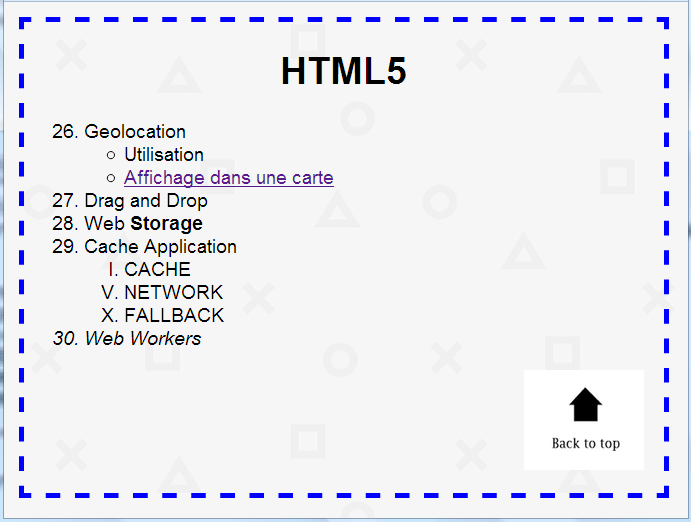 HTML5
26. Geolocation
○ Utilisation
○ Affichage dans une carte
27. Drag and Drop
28. Web Storage
29. Cache Application
I. CACHE
V. NETWORK
X. FALLBACK
30. Web Workers
Back to top